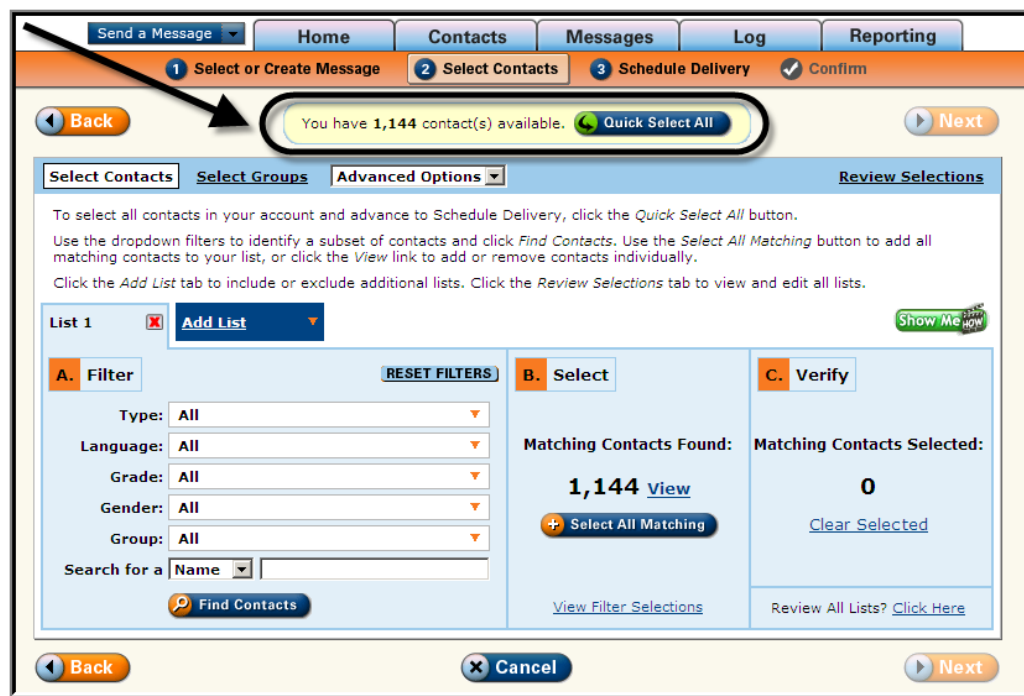 Send a Message Home Contacts Messages Log Reporting
1 Select or Create Message 2 Select Contacts 3 Schedule Delivery Confirm
Back You have 1,144 contact(s) available. Quick Select All Next
Select Contacts Select Groups Advanced Options Review Selections
To select all contacts in your account and advance to Schedule Delivery, click the Quick Select All button.
Use the dropdown filters to identify a subset of contacts and click Find Contacts. Use the Select All Matching button to add all
matching contacts to your list, or click the View link to add or remove contacts individually.
Click the Add List tab to include or exclude additional lists. Click the Review Selections tab to view and edit all lists.
List 1 Add List Show Me HOW
A. Filter RESET FILTERS B. Select C. Verify
Type: All
Language: All Matching Contacts Found: Matching Contacts Selected:
Grade: All 1,144 View 0
Gender: All Select All Matching Clear Selected
Group: All
Search for a Name
Find Contacts View Filter Selections Review All Lists? Click Here
Back Cancel Next